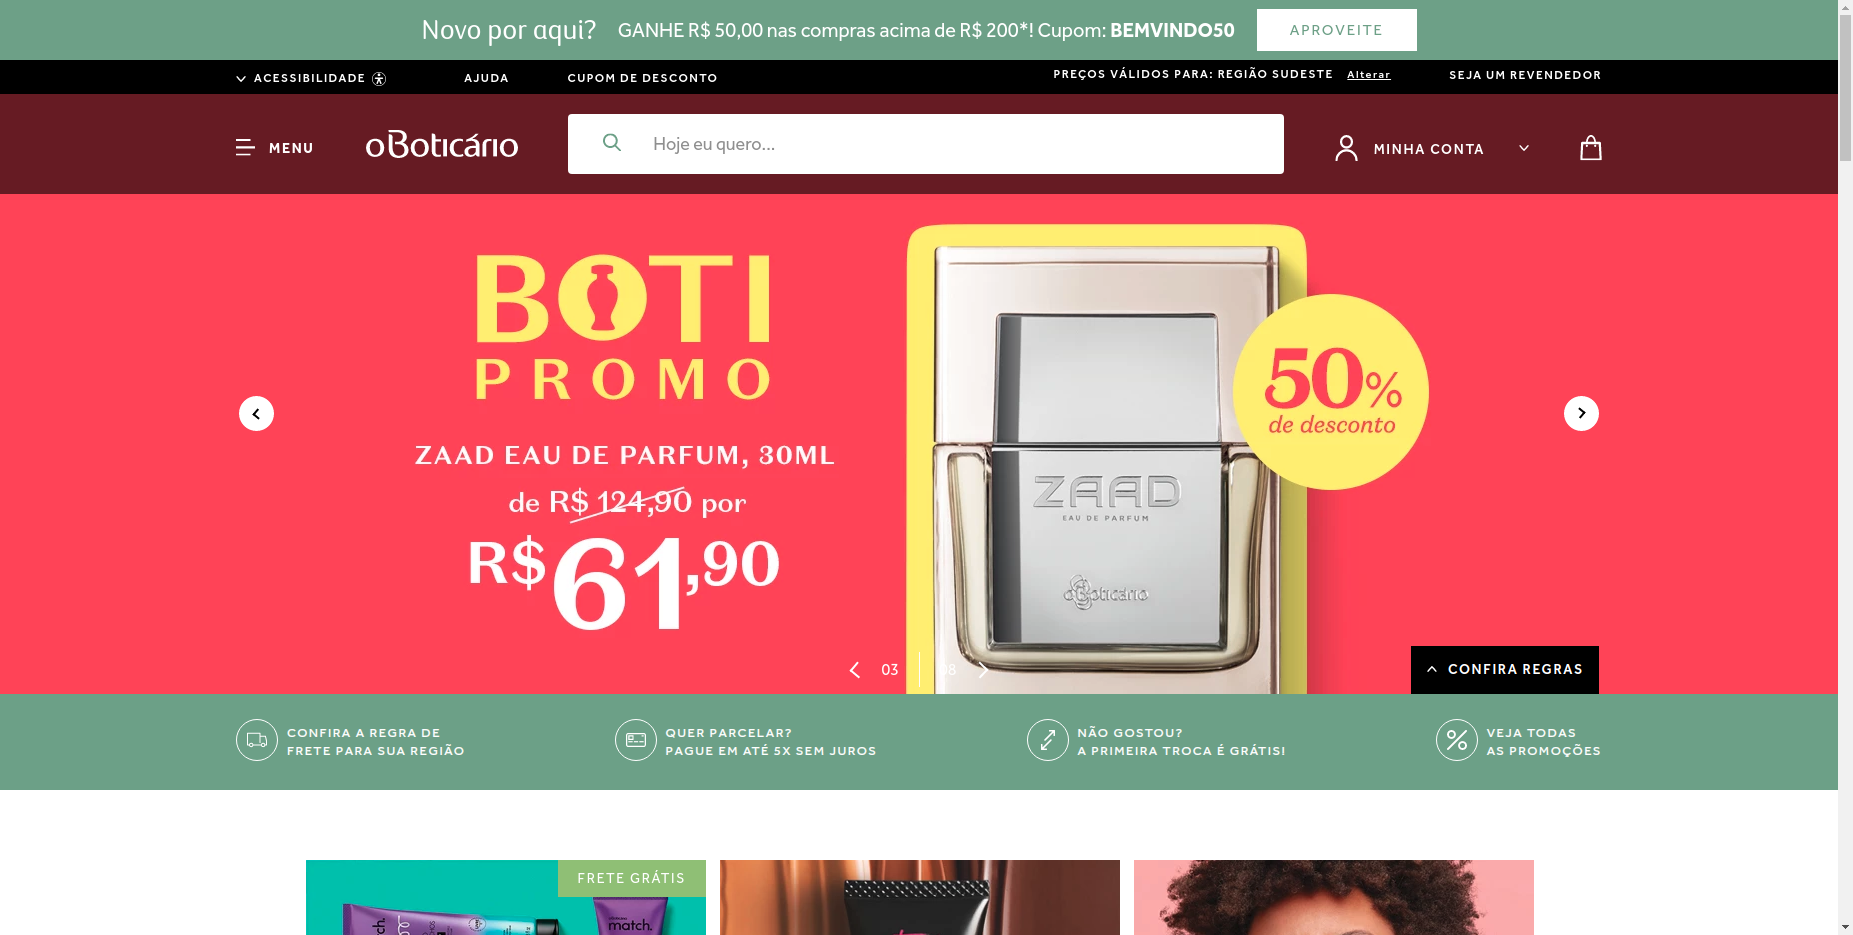 Novo por aqui? GANHE R$ 50,00 nas compras acima de R$ 200*! Cupom: BEMVINDO50 APROVEITE
ACESSIBILIDADE AJUDA CUPOM DE DESCONTO PREÇOS VÁLIDOS PARA: REGIÃO SUDESTE Alterar SEJA UM REVENDEDOR
MENU oBoticário Hoje eu quero... MINHA CONTA
BOTI
PROMO
ZAAD EAU DE PARFUM, 30ML
de R$ 124,90 por
R$61,90
50%
de desconto
ZAAD
EAU DE PARFUM
oBoticário
03 08
CONFIRA REGRAS
CONFIRA A REGRA DE
FRETE PARA SUA REGIÃO
QUER PARCELAR?
PAGUE EM ATÉ 5X SEM JUROS
NÃO GOSTOU?
A PRIMEIRA TROCA É GRÁTIS!
VEJA TODAS
AS PROMOÇÕES
FRETE GRÁTIS
match.